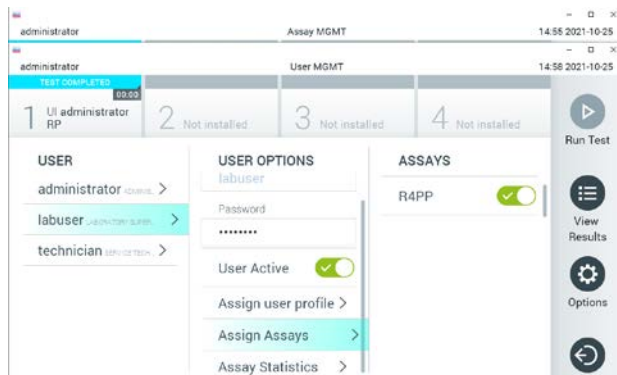 administrator Assay MGMT 14:55 2021-10-25
administrator User MGMT 14:58 2021-10-25
TEST COMPLETED
00:00
1 UI administrator RP
2 Not installed
3 Not installed
4 Not installed
Run Test
USER
administrator >
labuser >
technician SERVICE TECH... >
USER OPTIONS
labuser
Password
••••••••
User Active
Assign user profile >
Assign Assays >
Assay Statistics >
ASSAYS
R4PP
View
Results
Options